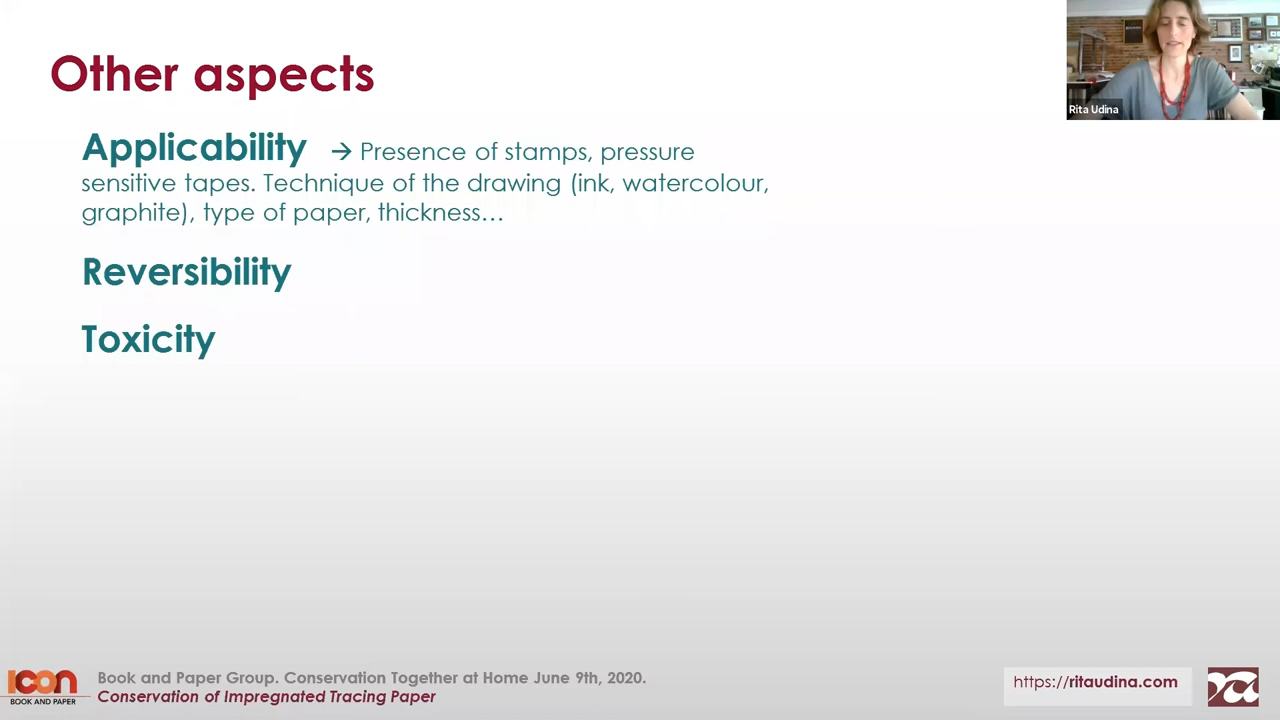 Other aspects
Rita Udina
Applicability → Presence of stamps, pressure
sensitive tapes. Technique of the drawing (ink, watercolour,
graphite), type of paper, thickness…
Reversibility
Toxicity
icon
BOOK AND PAPER
Book and Paper Group. Conservation Together at Home June 9th, 2020.
Conservation of Impregnated Tracing Paper
https://ritaudina.com